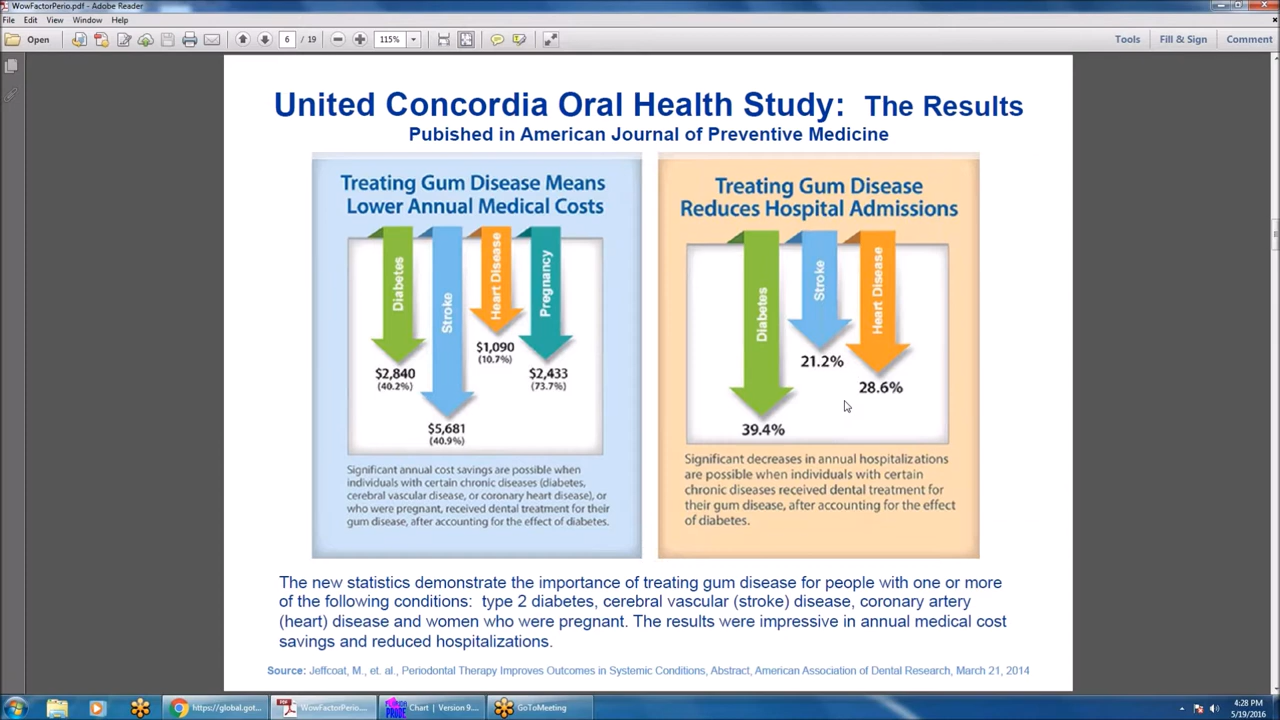 WowFactorPerio.pdf - Adobe Reader
File Edit View Window Help
Open 6 / 19 115% Tools Fill & Sign Comment
United Concordia Oral Health Study: The Results
Pubished in American Journal of Preventive Medicine
Treating Gum Disease Means
Lower Annual Medical Costs
Diabetes
Stroke
Heart Disease
Pregnancy
$2,840
(40.2%)
$5,681
(40.9%)
$1,090
(10.7%)
$2,433
(73.7%)
Significant annual cost savings are possible when
individuals with certain chronic diseases (diabetes,
cerebral vascular disease, or coronary heart disease), or
who were pregnant, received dental treatment for their
gum disease, after accounting for the effect of diabetes.
Treating Gum Disease
Reduces Hospital Admissions
Diabetes
Stroke
Heart Disease
39.4%
21.2%
28.6%
Significant decreases in annual hospitalizations
are possible when individuals with certain
chronic diseases received dental treatment for
their gum disease, after accounting for the effect
of diabetes.
The new statistics demonstrate the importance of treating gum disease for people with one or more
of the following conditions: type 2 diabetes, cerebral vascular (stroke) disease, coronary artery
(heart) disease and women who were pregnant. The results were impressive in annual medical cost
savings and reduced hospitalizations.
Source: Jeffcoat, M., et. al., Periodontal Therapy Improves Outcomes in Systemic Conditions, Abstract, American Association of Dental Research, March 21, 2014
https://global.got... WowFactorPerio.... FLORIDA PRIDE Chart | Version 9.... GoToMeeting
4:28 PM
5/19/2016